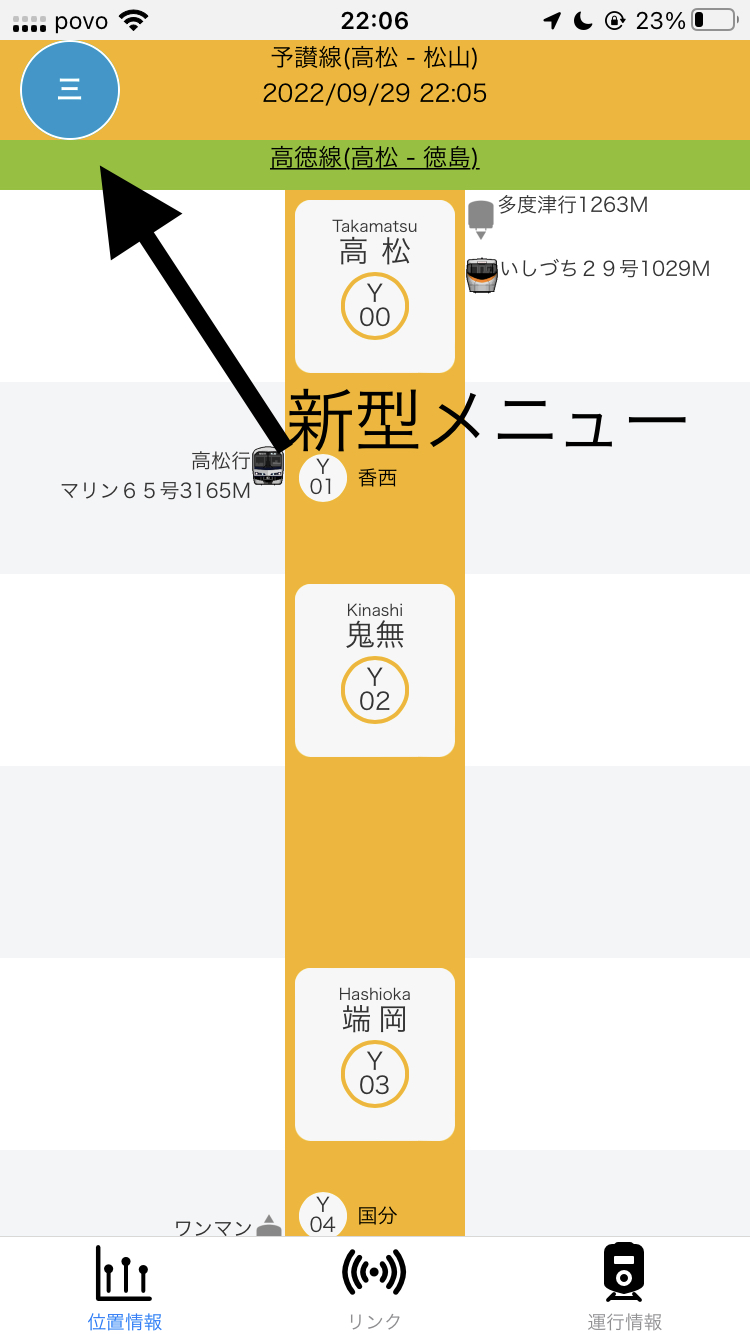 povo 22:06 23%
予讃線(高松 - 松山)
三
2022/09/29 22:05
高徳線(高松 - 徳島)
Takamatsu
高松
Y
00
多度津行1263M
いしづち２９号1029M
新型メニュー
高松行
マリン６５号3165M
Y
01
香西
Kinashi
鬼無
Y
02
Hashioka
端岡
Y
03
Y
04
国分
ワンマン
位置情報
リンク
運行情報